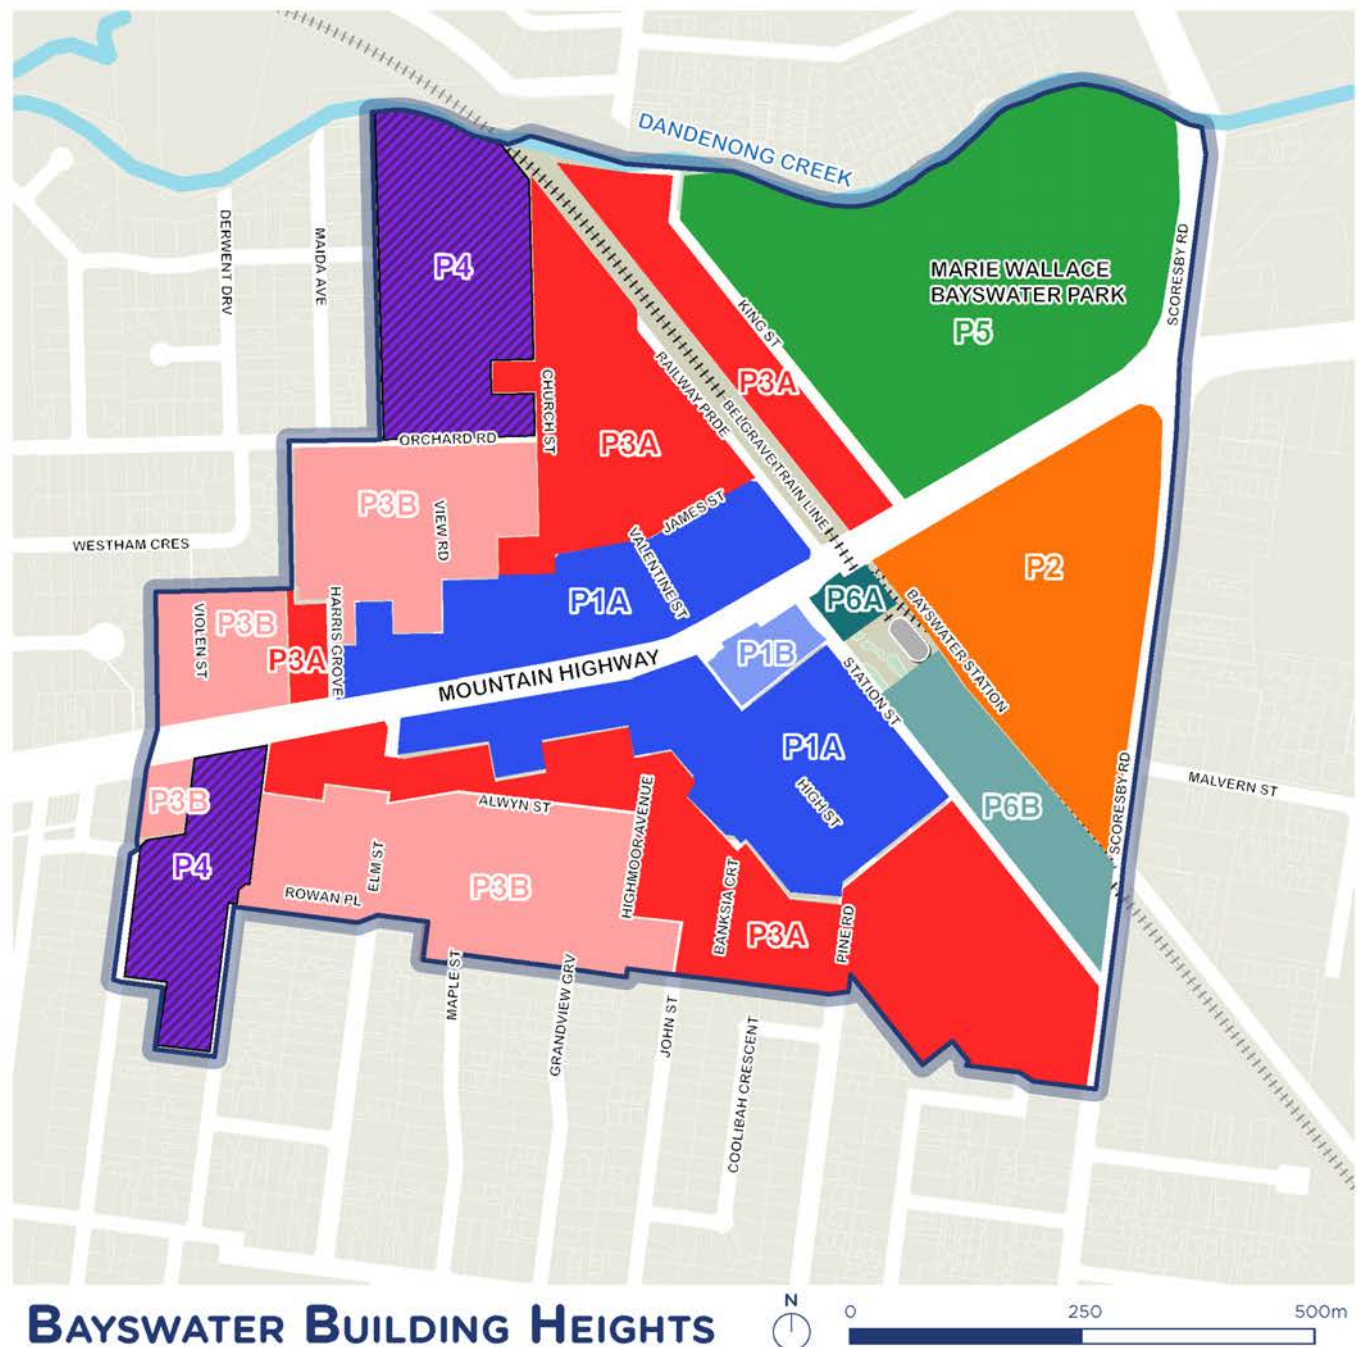 DANDENONG CREEK
DERWENT DRV
MAIDA AVE
P4
SCORESBY RD
MARIE WALLACE
BAYSWATER PARK
P5
KING ST
RAILWAY PRDE
P3A
BELGRAVE TRAIN LINE
CHURCH ST
ORCHARD RD
P3A
P3B
VIEW RD
JAMES ST
WESTHAM CRES
VALENTINE ST
P2
P1A
P6A
BAYSWATER STATION
VIOLEN ST
P3B
HARRIS GROVE
P3A
P1B
MOUNTAIN HIGHWAY
STATION ST
P1A
MALVERN ST
P3B
ALWYN ST
HIGH ST
P6B
SCORESBY RD
HIGHMOOR AVENUE
P4
ELM ST
ROWAN PL
P3B
BANKSIA CRT
P3A
PINE RD
MAPLE ST
GRANDVIEW GRV
JOHN ST
COOLIBAH CRESCENT
BAYSWATER BUILDING HEIGHTS
N
0 250 500m